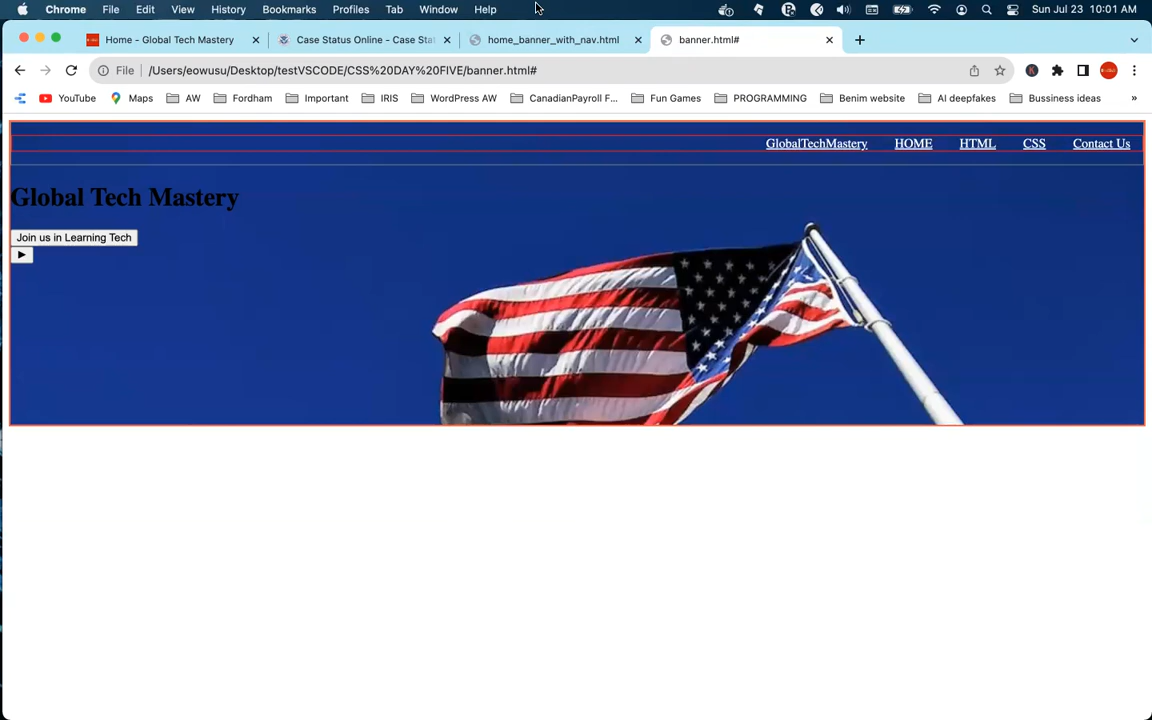 Chrome File Edit View History Bookmarks Profiles Tab Window Help Sun Jul 23 10:01 AM
Home - Global Tech Mastery Case Status Online - Case Sta home_banner_with_nav.html banner.html#
File /Users/eowusu/Desktop/testVSCODE/CSS%20DAY%20FIVE/banner.html#
YouTube Maps AW Fordham Important IRIS WordPress AW CanadianPayroll F... Fun Games PROGRAMMING Benim website AI deepfakes Bussiness ideas »
GlobalTechMastery HOME HTML CSS Contact Us
Global Tech Mastery
Join us in Learning Tech